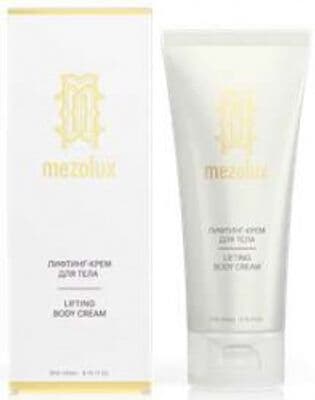 mezolux
ЛИФТИНГ-КРЕМ
ДЛЯ ТЕЛА
LIFTING
BODY CREAM
mezolux
ЛИФТИНГ-КРЕМ
ДЛЯ ТЕЛА
LIFTING
BODY CREAM